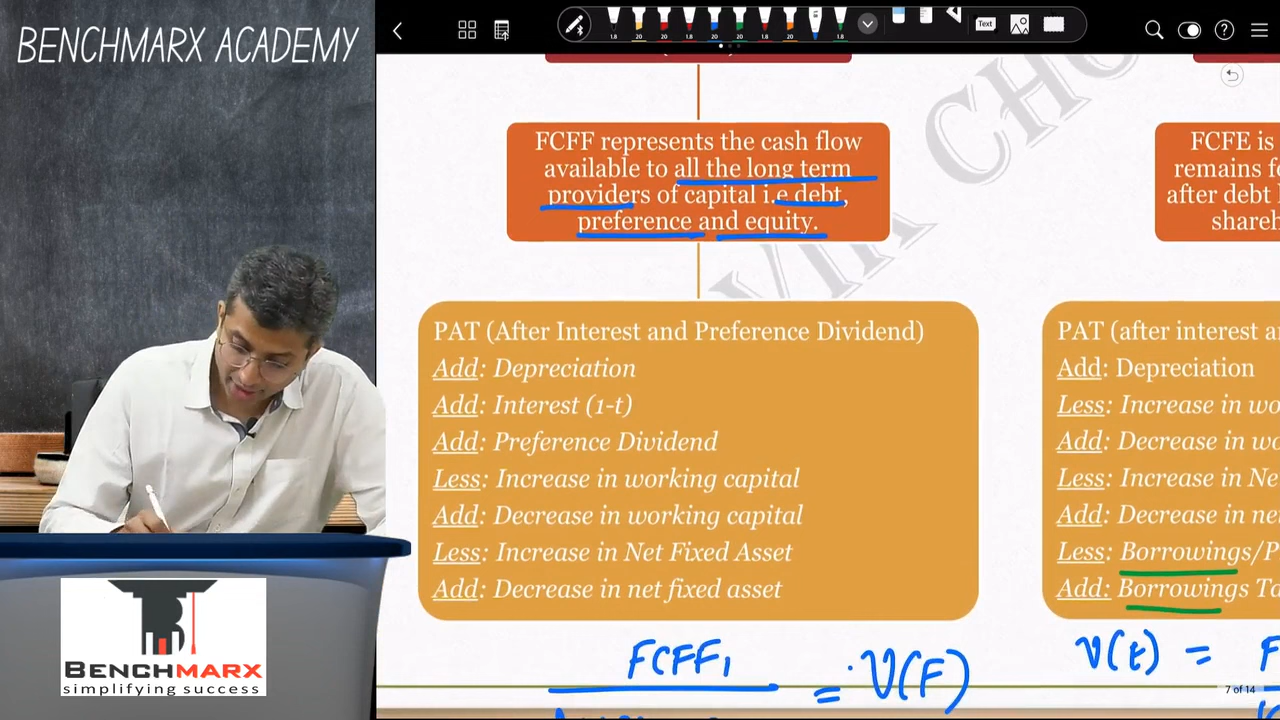 BENCHMARX ACADEMY
Text
FCFF represents the cash flow
available to all the long term
providers of capital i.e debt,
preference and equity.
FCFE is
remains f
after debt
shareh
PAT (After Interest and Preference Dividend)
Add: Depreciation
Add: Interest (1-t)
Add: Preference Dividend
Less: Increase in working capital
Add: Decrease in working capital
Less: Increase in Net Fixed Asset
Add: Decrease in net fixed asset
PAT (after interest a
Add: Depreciation
Less: Increase in wo
Add: Decrease in wo
Less: Increase in Ne
Add: Decrease in ne
Less: Borrowings/P
Add: Borrowings Ta
FCFF1
= V(F)
V(t) = F
7 of 14
BENCHMARX
simplifying success